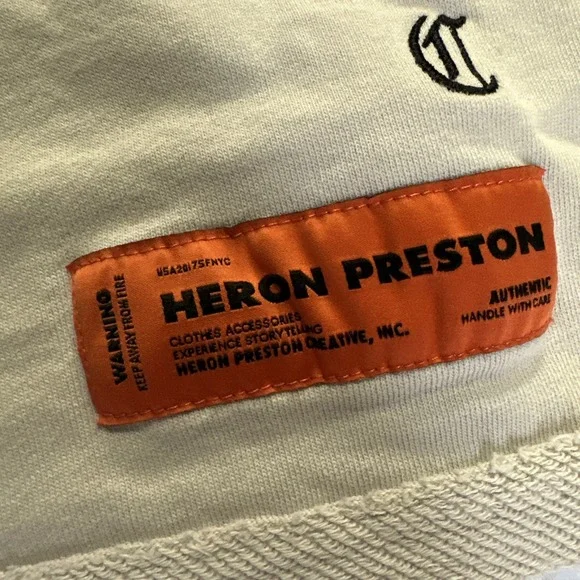 C
WARNING
KEEP AWAY FROM FIRE
USA2017SFNYC
HERON PRESTON
CLOTHES ACCESSORIES
EXPERIENCE STORYTELLING
HERON PRESTON CREATIVE, INC.
AUTHENTIC
HANDLE WITH CARE